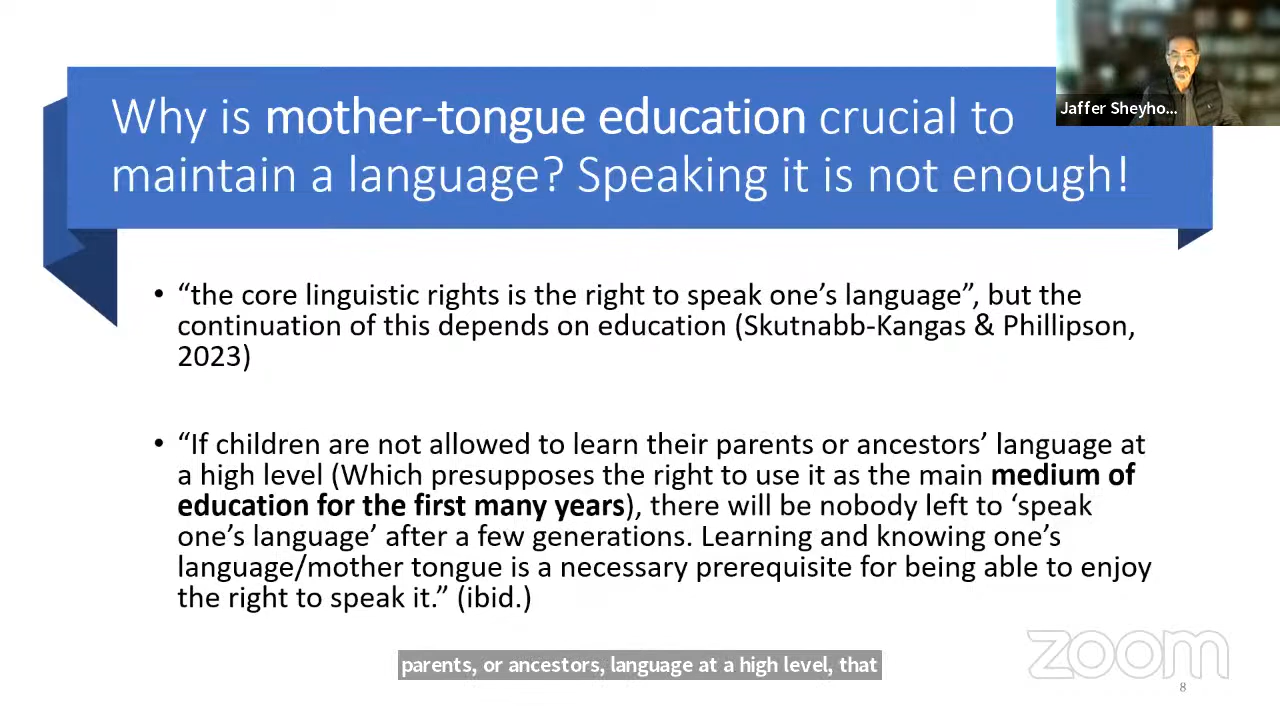 Jaffer Sheyho...
Why is mother-tongue education crucial to
maintain a language? Speaking it is not enough!
• “the core linguistic rights is the right to speak one’s language”, but the
continuation of this depends on education (Skutnabb-Kangas & Phillipson,
2023)
• “If children are not allowed to learn their parents or ancestors’ language at
a high level (Which presupposes the right to use it as the main medium of
education for the first many years), there will be nobody left to ‘speak
one’s language’ after a few generations. Learning and knowing one’s
language/mother tongue is a necessary prerequisite for being able to enjoy
the right to speak it.” (ibid.)
parents, or ancestors, language at a high level, that
zoom
8